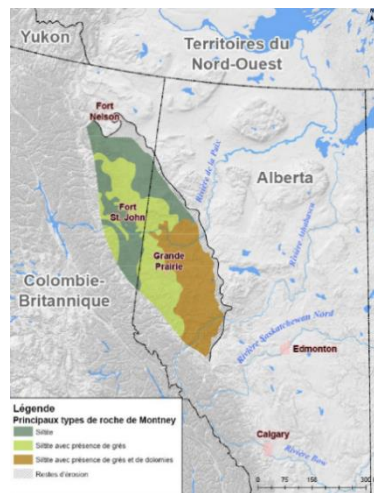 Yukon
Territoires du
Nord-Ouest
Fort
Nelson
Rivière de la Paix
Alberta
Rivière Athabasca
Fort
St. John
Grande
Prairie
Colombie-
Britannique
Rivière Saskatchewan Nord
Edmonton
Calgary
Rivière Bow
Légende
Principaux types de roche de Montney
Siltite
Siltite avec présence de grès
Siltite avec présence de grès et de dolomies
Restes d'érosion
0 75 150 300